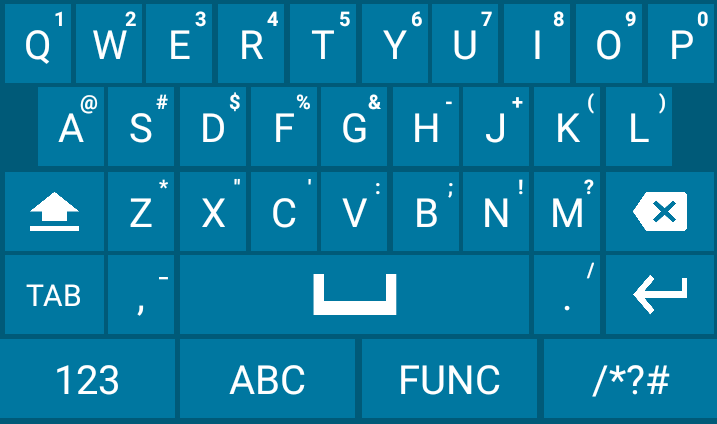 Q 1 W 2 E 3 R 4 T 5 Y 6 U 7 I 8 O 9 P 0
A @ S # D $ F % G & H - J + K ( L )
Z * X " C ' V : B ; N ! M ?
TAB , _ . /
123 ABC FUNC /*?#